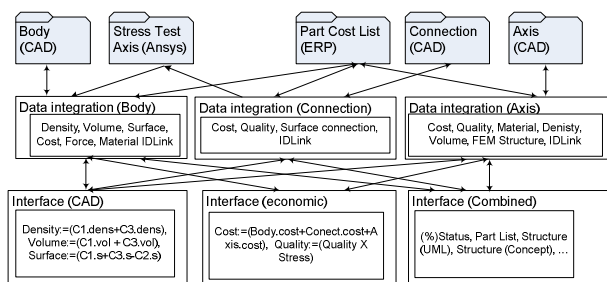 Body
(CAD)
Stress Test
Axis (Ansys)
Part Cost List
(ERP)
Connection
(CAD)
Axis
(CAD)
Data integration (Body)
Density, Volume, Surface,
Cost, Force, Material IDLink
Data integration (Connection)
Cost, Quality, Surface connection,
IDLink
Data integration (Axis)
Cost, Quality, Material, Denisty,
Volume, FEM Structure, IDLink
Interface (CAD)
Density:=(C1.dens+C3.dens),
Volume:=(C1.vol + C3.vol),
Surface:=(C1.s+C3.s-C2.s)
Interface (economic)
Cost:=(Body.cost+Conect.cost+A
xis.cost), Quality:=(Quality X
Stress)
Interface (Combined)
(%)Status, Part List, Structure
(UML), Structure (Concept), ...